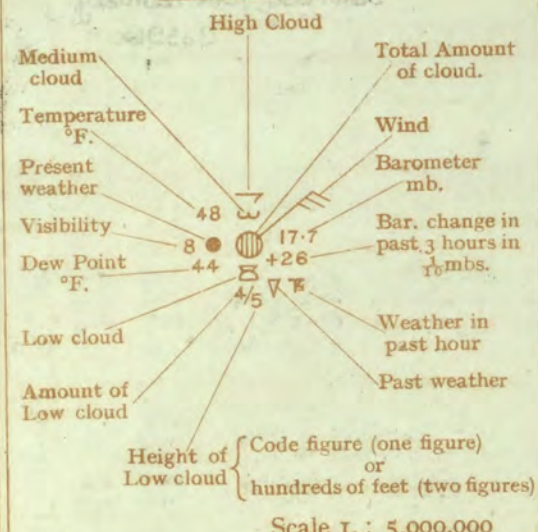 High Cloud
Medium
cloud
Total Amount
of cloud.
Temperature
°F.
Wind
Present
weather
Barometer
mb.
48
Visibility
8
17·7
Bar. change in
past 3 hours in
1/10 mbs.
+26
Dew Point
°F.
44
4/5
Low cloud
Weather in
past hour
Amount of
Low cloud
Past weather
Height of
Low cloud
Code figure (one figure)
or
hundreds of feet (two figures)
Scale 1 : 5,000,000